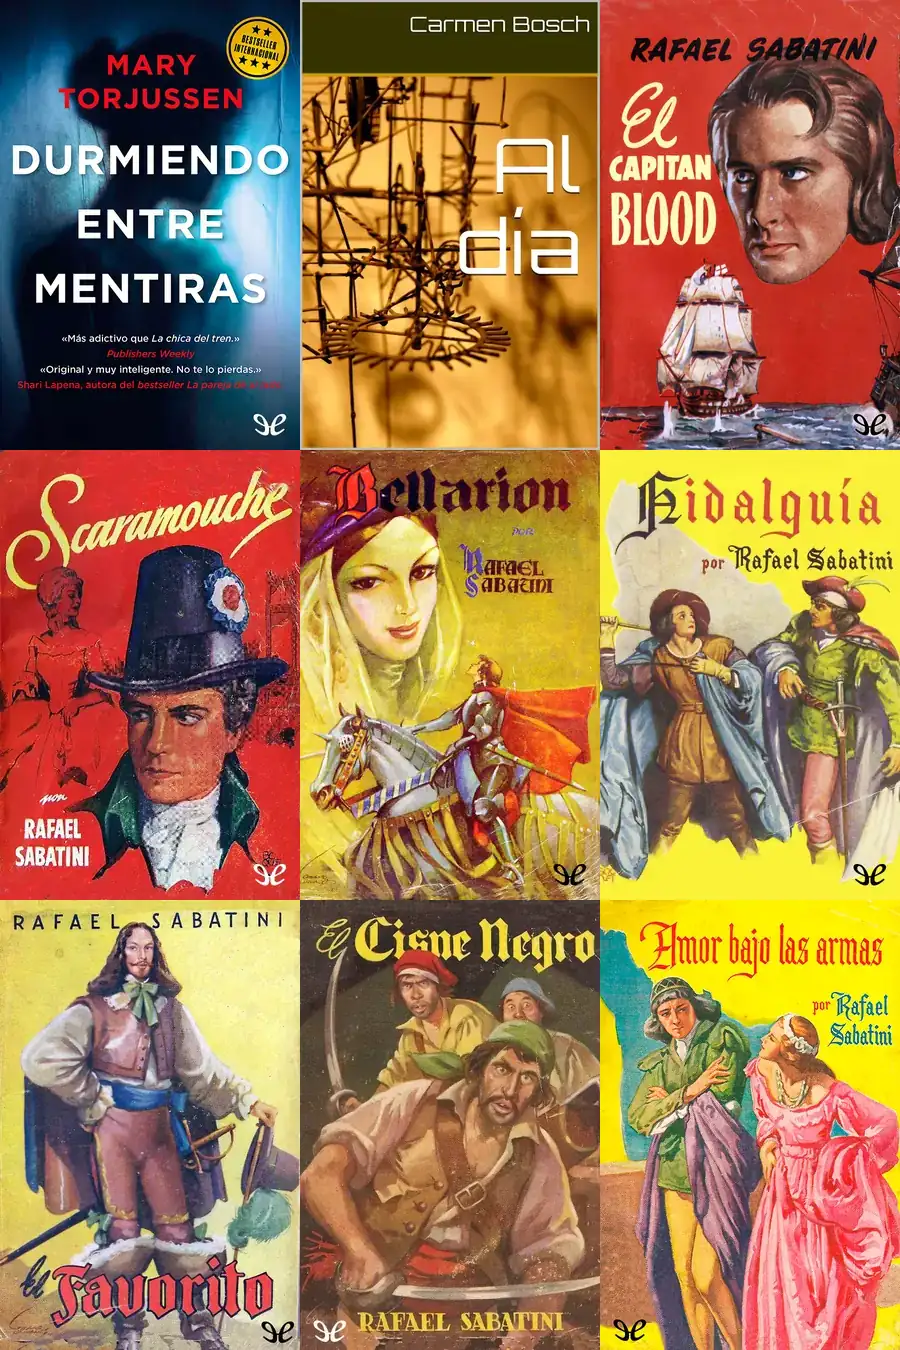 MARY
TORJUSSEN
BESTSELLER
INTERNACIONAL
DURMIENDO
ENTRE
MENTIRAS
«Más adictivo que La chica del tren.»
Publishers Weekly
«Original y muy inteligente. No te lo pierdas.»
Shari Lapena, autora del bestseller La pareja de al lado
Carmen Bosch
Al
día
RAFAEL SABATINI
El
CAPITAN
BLOOD
Scaramouche
por
RAFAEL
SABATINI
Bellarion
POR
RAFAEL
SABATINI
Hidalguía
por Rafael Sabatini
RAFAEL SABATINI
El
Favorito
El Cisne Negro
RAFAEL SABATINI
Amor bajo las armas
por Rafael
Sabatini